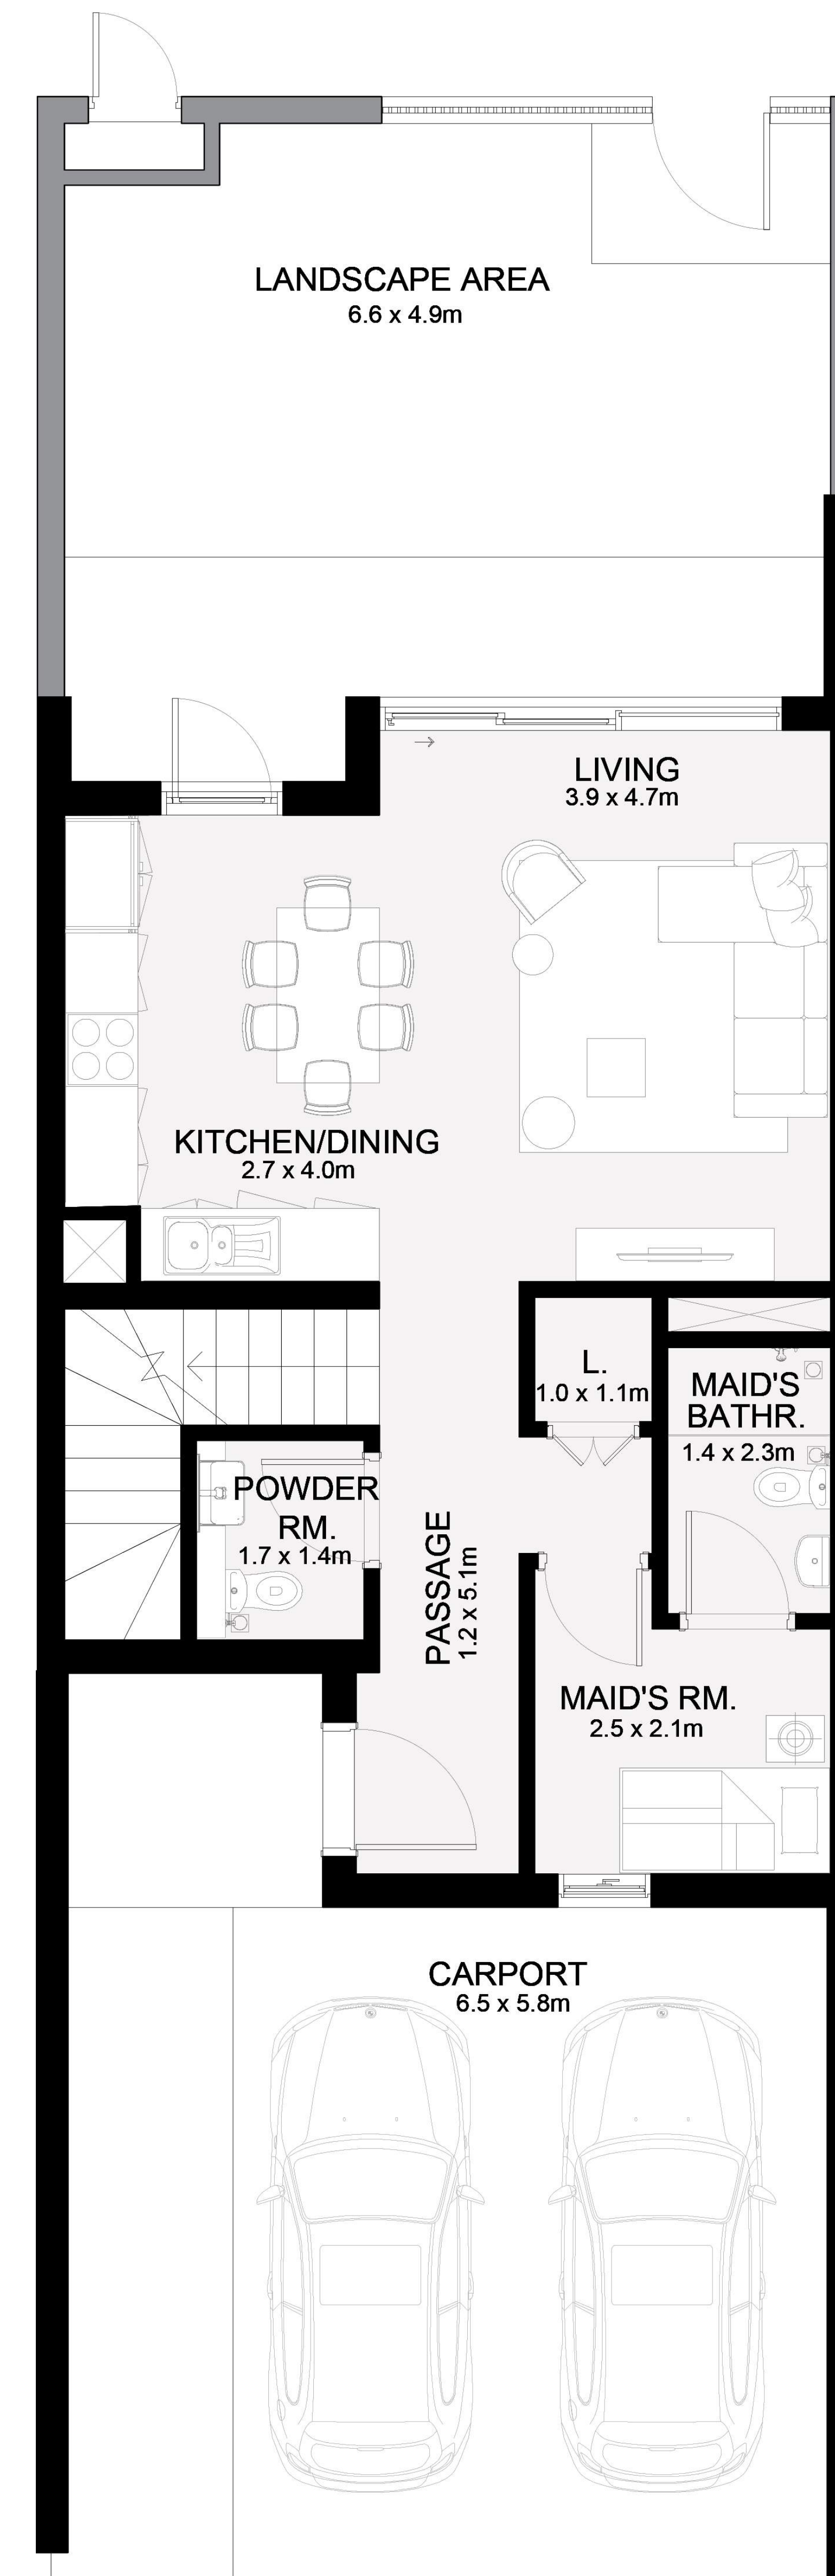 LANDSCAPE AREA
6.6 x 4.9m
LIVING
3.9 x 4.7m
KITCHEN/DINING
2.7 x 4.0m
L.
1.0 x 1.1m
MAID'S
BATHR.
1.4 x 2.3m
POWDER
RM.
1.7 x 1.4m
PASSAGE
1.2 x 5.1m
MAID'S RM.
2.5 x 2.1m
CARPORT
6.5 x 5.8m